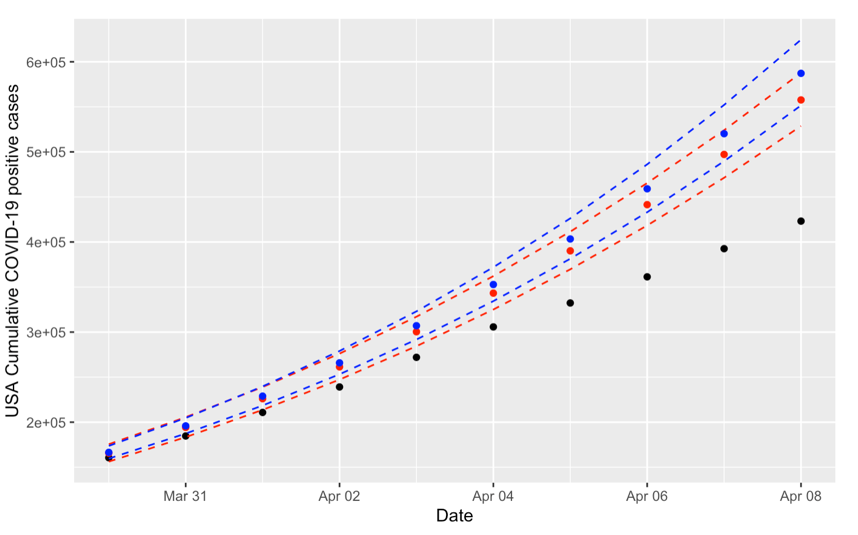 USA Cumulative COVID-19 positive cases
6e+05
5e+05
4e+05
3e+05
2e+05
Mar 31
Apr 02
Apr 04
Apr 06
Apr 08
Date